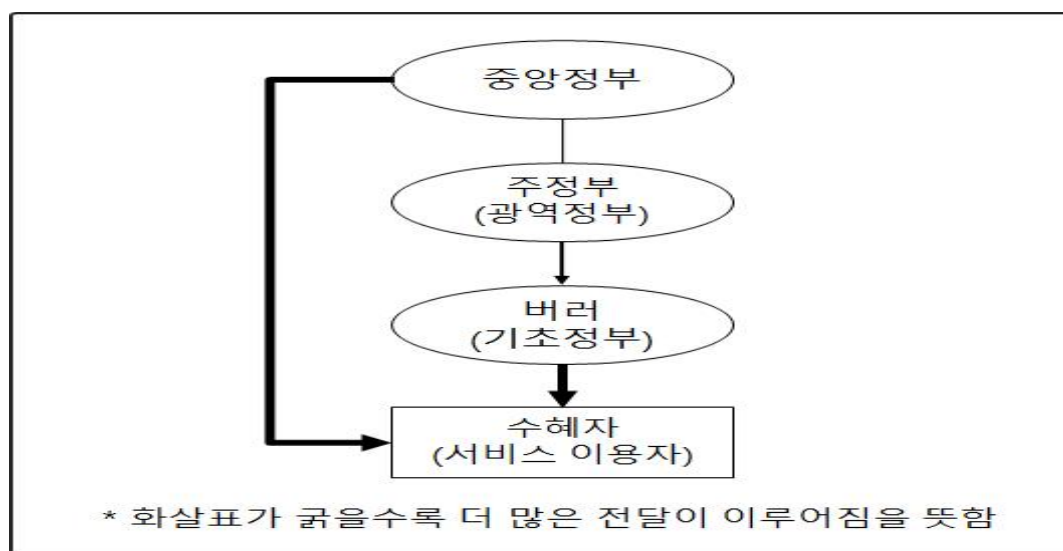 중앙정부
주정부
(광역정부)
버러
(기초정부)
수혜자
(서비스 이용자)
* 화살표가 굵을수록 더 많은 전달이 이루어짐을 뜻함